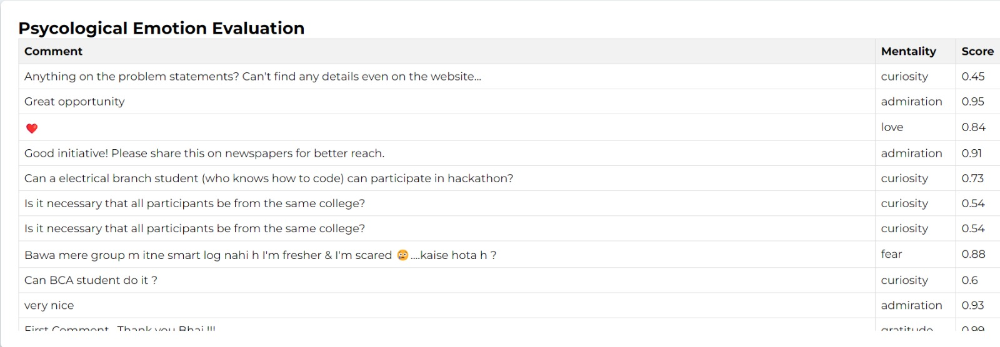 Psycological Emotion Evaluation
Comment Mentality Score
Anything on the problem statements? Can't find any details even on the website... curiosity 0.45
Great opportunity admiration 0.95
❤️ love 0.84
Good initiative! Please share this on newspapers for better reach. admiration 0.91
Can a electrical branch student (who knows how to code) can participate in hackathon? curiosity 0.73
Is it necessary that all participants be from the same college? curiosity 0.54
Is it necessary that all participants be from the same college? curiosity 0.54
Bawa mere group m itne smart log nahi h I'm fresher & I'm scared 😢....kaise hota h ? fear 0.88
Can BCA student do it ? curiosity 0.6
very nice admiration 0.93
First Comment.. Thank you Bhai !!! gratitude 0.99